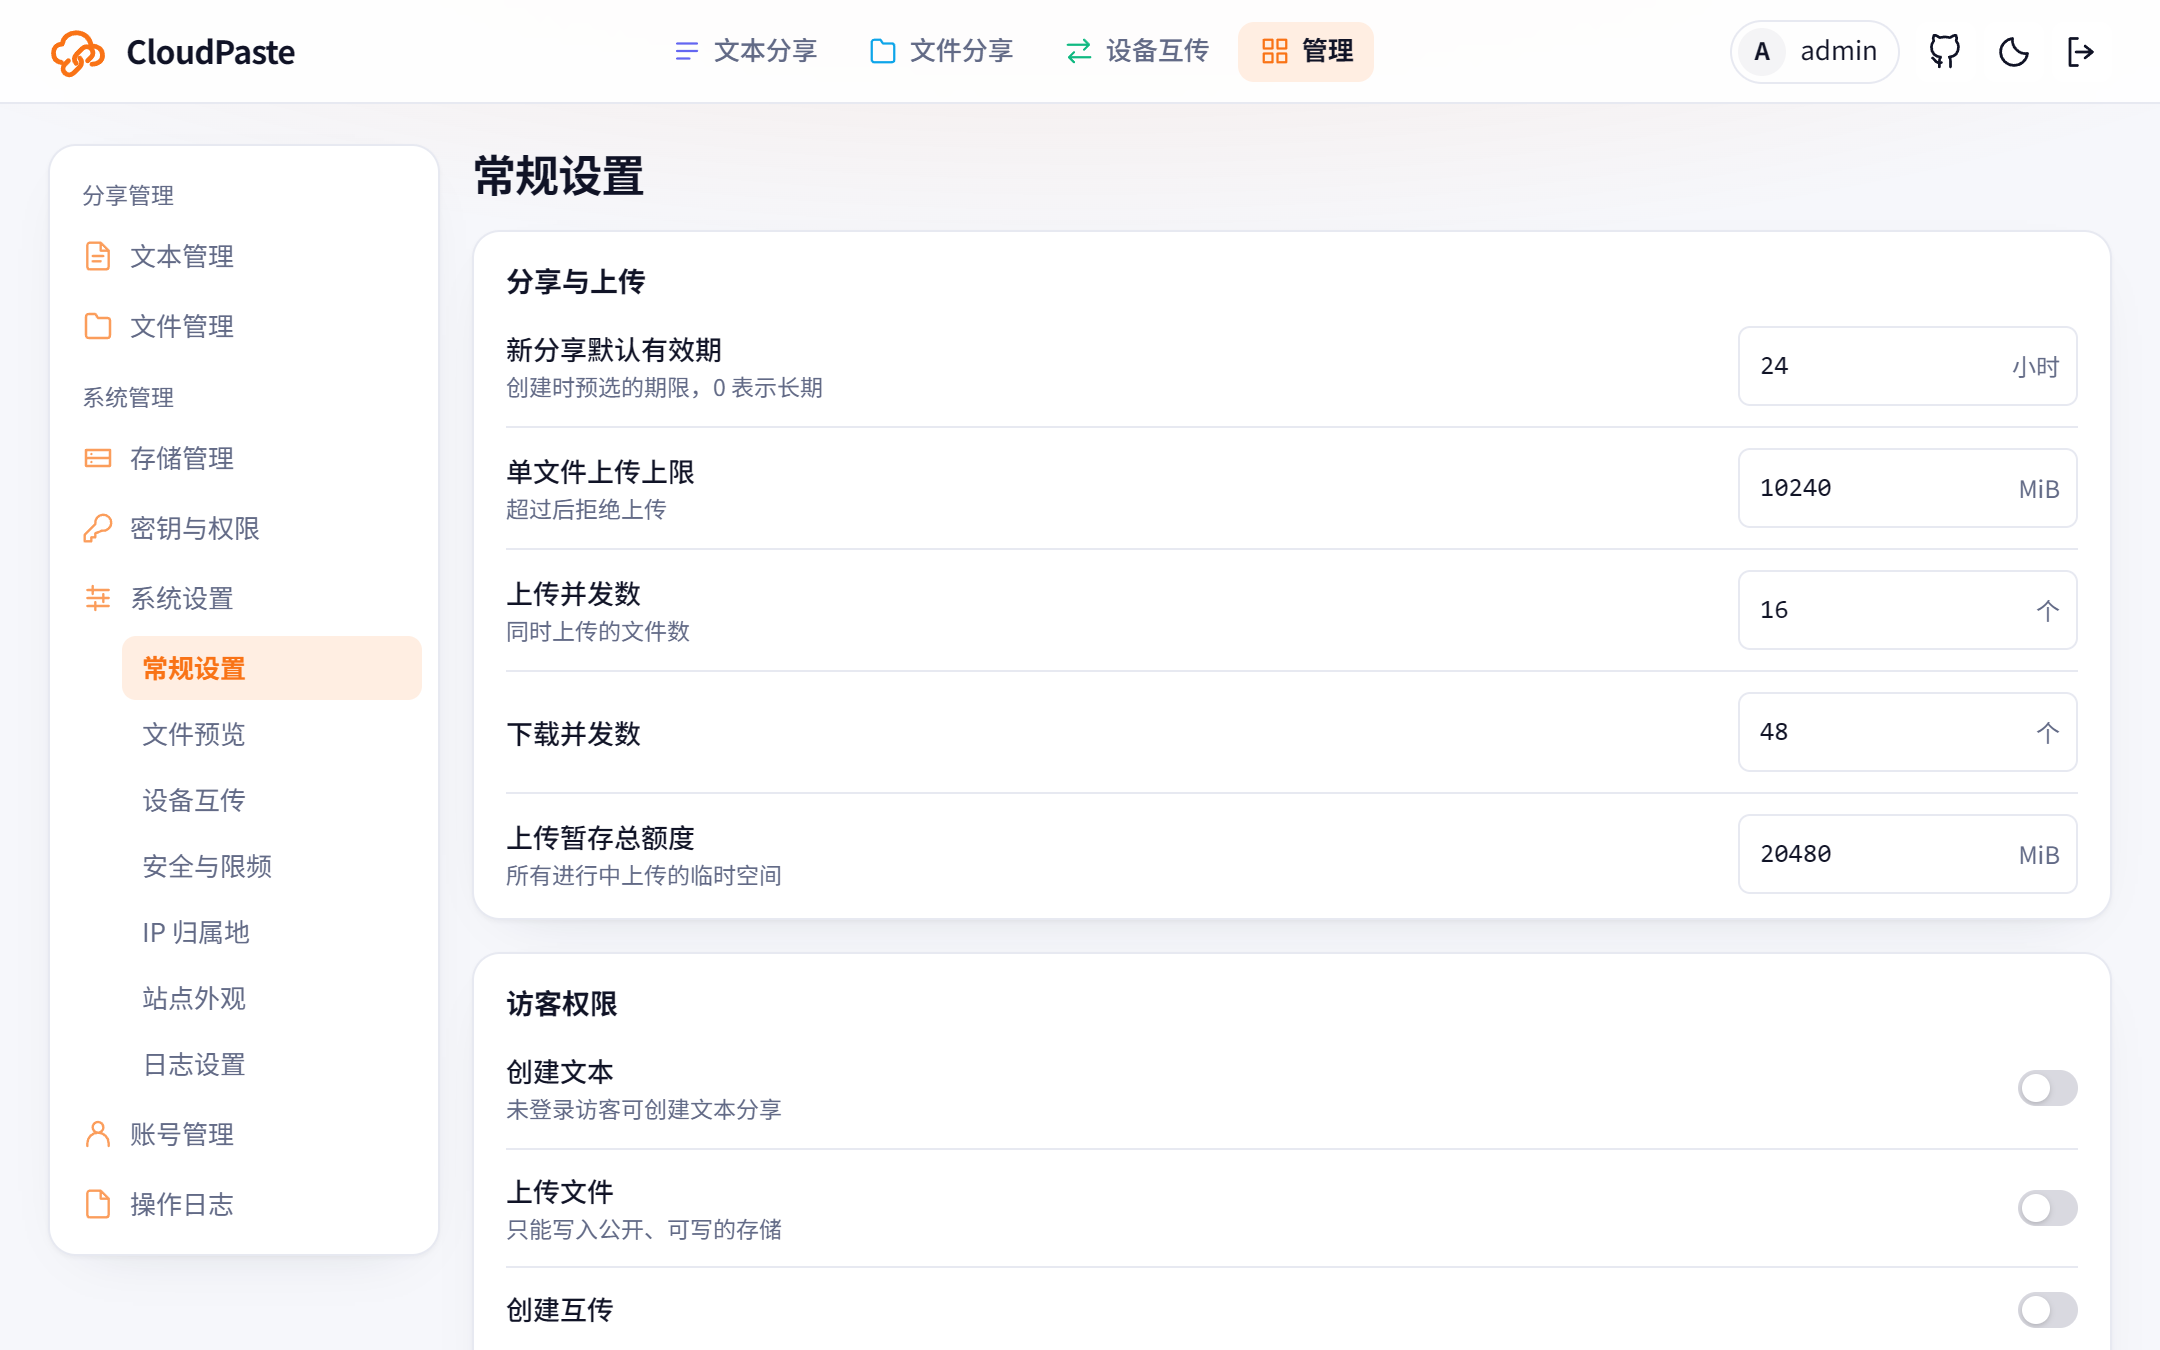 CloudPaste
文本分享
文件分享
设备互传
管理
A admin
分享管理
文本管理
文件管理
系统管理
存储管理
密钥与权限
系统设置
常规设置
文件预览
设备互传
安全与限频
IP 归属地
站点外观
日志设置
账号管理
操作日志
常规设置
分享与上传
新分享默认有效期
创建时预选的期限，0 表示长期
24 小时
单文件上传上限
超过后拒绝上传
10240 MiB
上传并发数
同时上传的文件数
16 个
下载并发数
48 个
上传暂存总额度
所有进行中上传的临时空间
20480 MiB
访客权限
创建文本
未登录访客可创建文本分享
上传文件
只能写入公开、可写的存储
创建互传